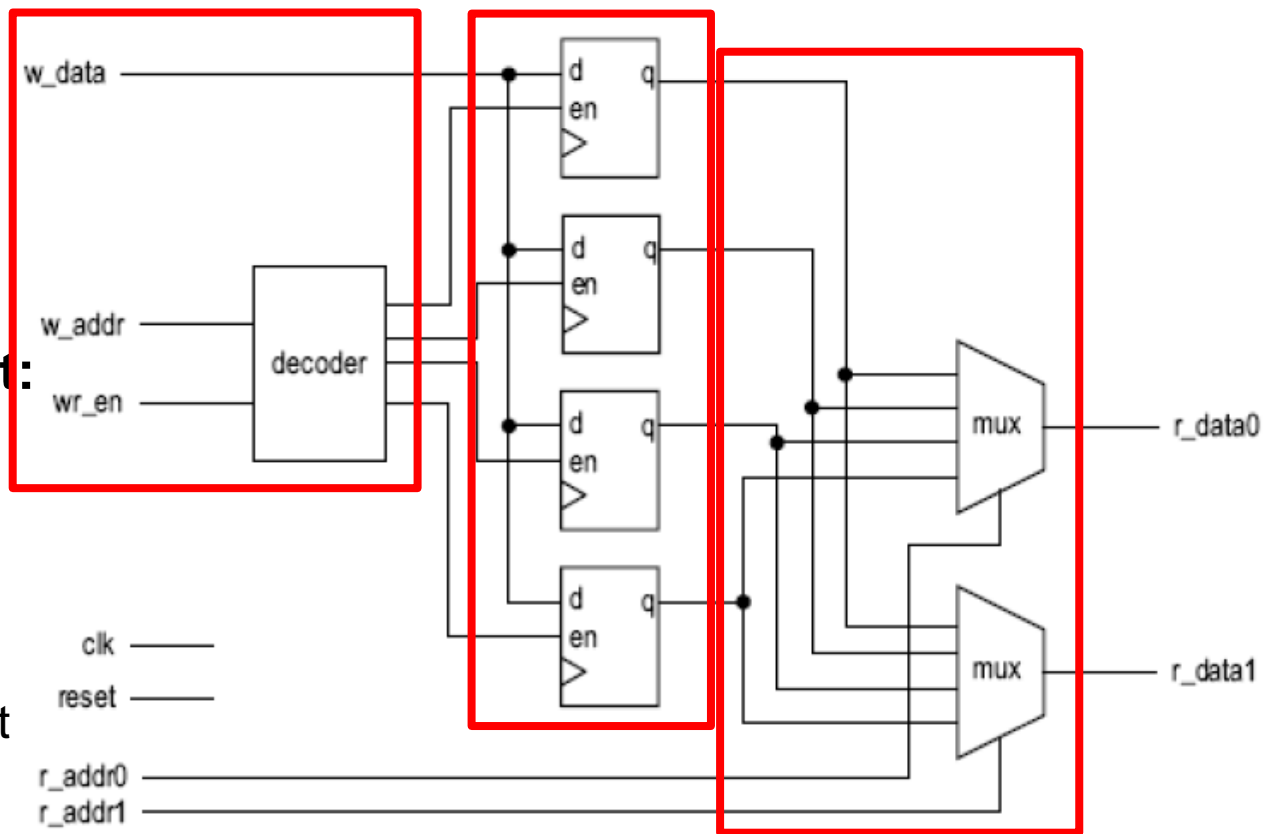 w_data
w_addr
t:
wr_en
decoder
d q
en
d q
en
d q
en
d q
en
mux
r_data0
mux
r_data1
clk
reset
t
r_addr0
r_addr1